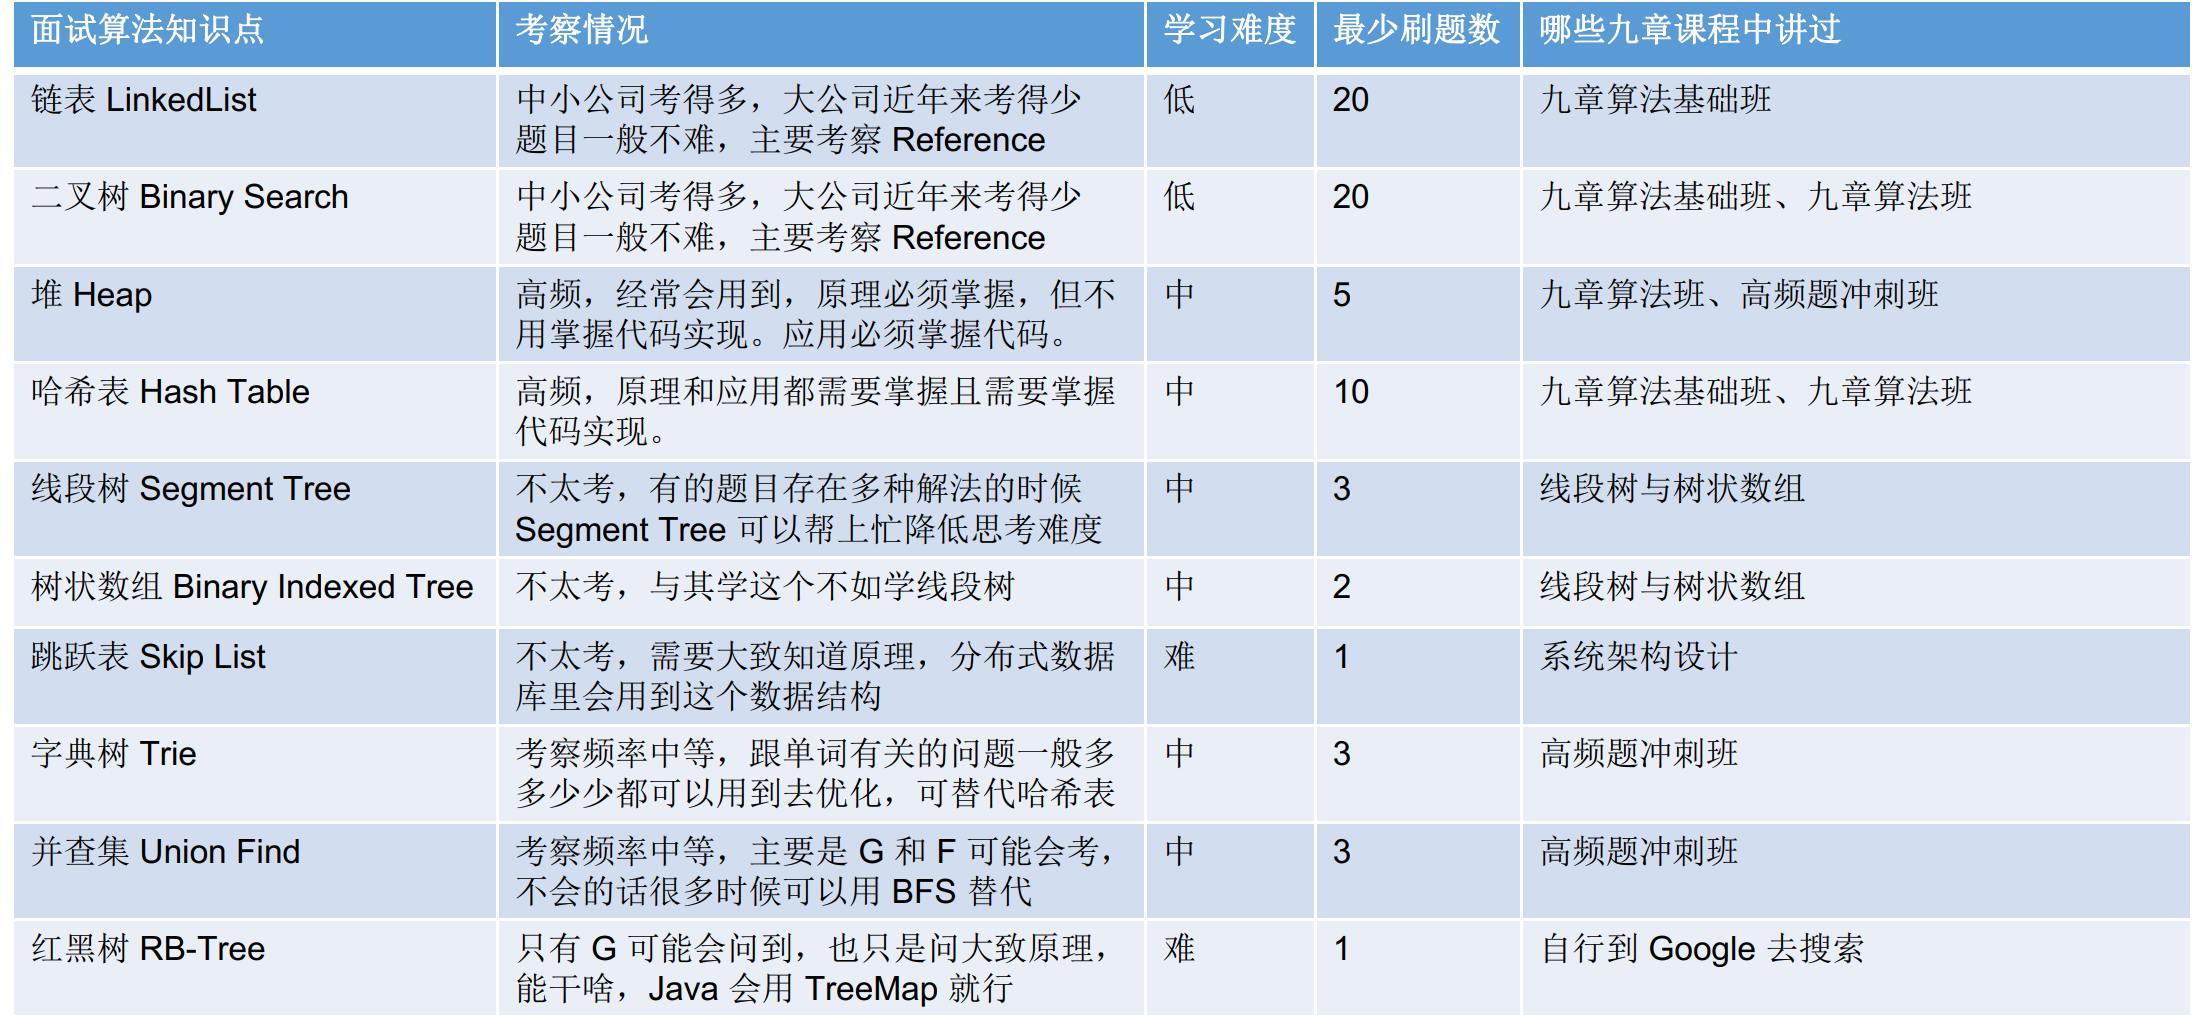 面试算法知识点 考察情况 学习难度 最少刷题数 哪些九章课程中讲过
链表 LinkedList 中小公司考得多，大公司近年来考得少 低 20 九章算法基础班
题目一般不难，主要考察 Reference
二叉树 Binary Search 中小公司考得多，大公司近年来考得少 低 20 九章算法基础班、九章算法班
题目一般不难，主要考察 Reference
堆 Heap 高频，经常会用到，原理必须掌握，但不 中 5 九章算法班、高频题冲刺班
用掌握代码实现。应用必须掌握代码。
哈希表 Hash Table 高频，原理和应用都需要掌握且需要掌握 中 10 九章算法基础班、九章算法班
代码实现。
线段树 Segment Tree 不太考，有的题目存在多种解法的时候 中 3 线段树与树状数组
Segment Tree 可以帮上忙降低思考难度
树状数组 Binary Indexed Tree 不太考，与其学这个不如学线段树 中 2 线段树与树状数组
跳跃表 Skip List 不太考，需要大致知道原理，分布式数据 难 1 系统架构设计
库里会用到这个数据结构
字典树 Trie 考察频率中等，跟单词有关的问题一般多 中 3 高频题冲刺班
多少少都可以用到去优化，可替代哈希表
并查集 Union Find 考察频率中等，主要是 G 和 F 可能会考， 中 3 高频题冲刺班
不会的话很多时候可以用 BFS 替代
红黑树 RB-Tree 只有 G 可能会问到，也只是问大致原理， 难 1 自行到 Google 去搜索
能干啥，Java 会用 TreeMap 就行